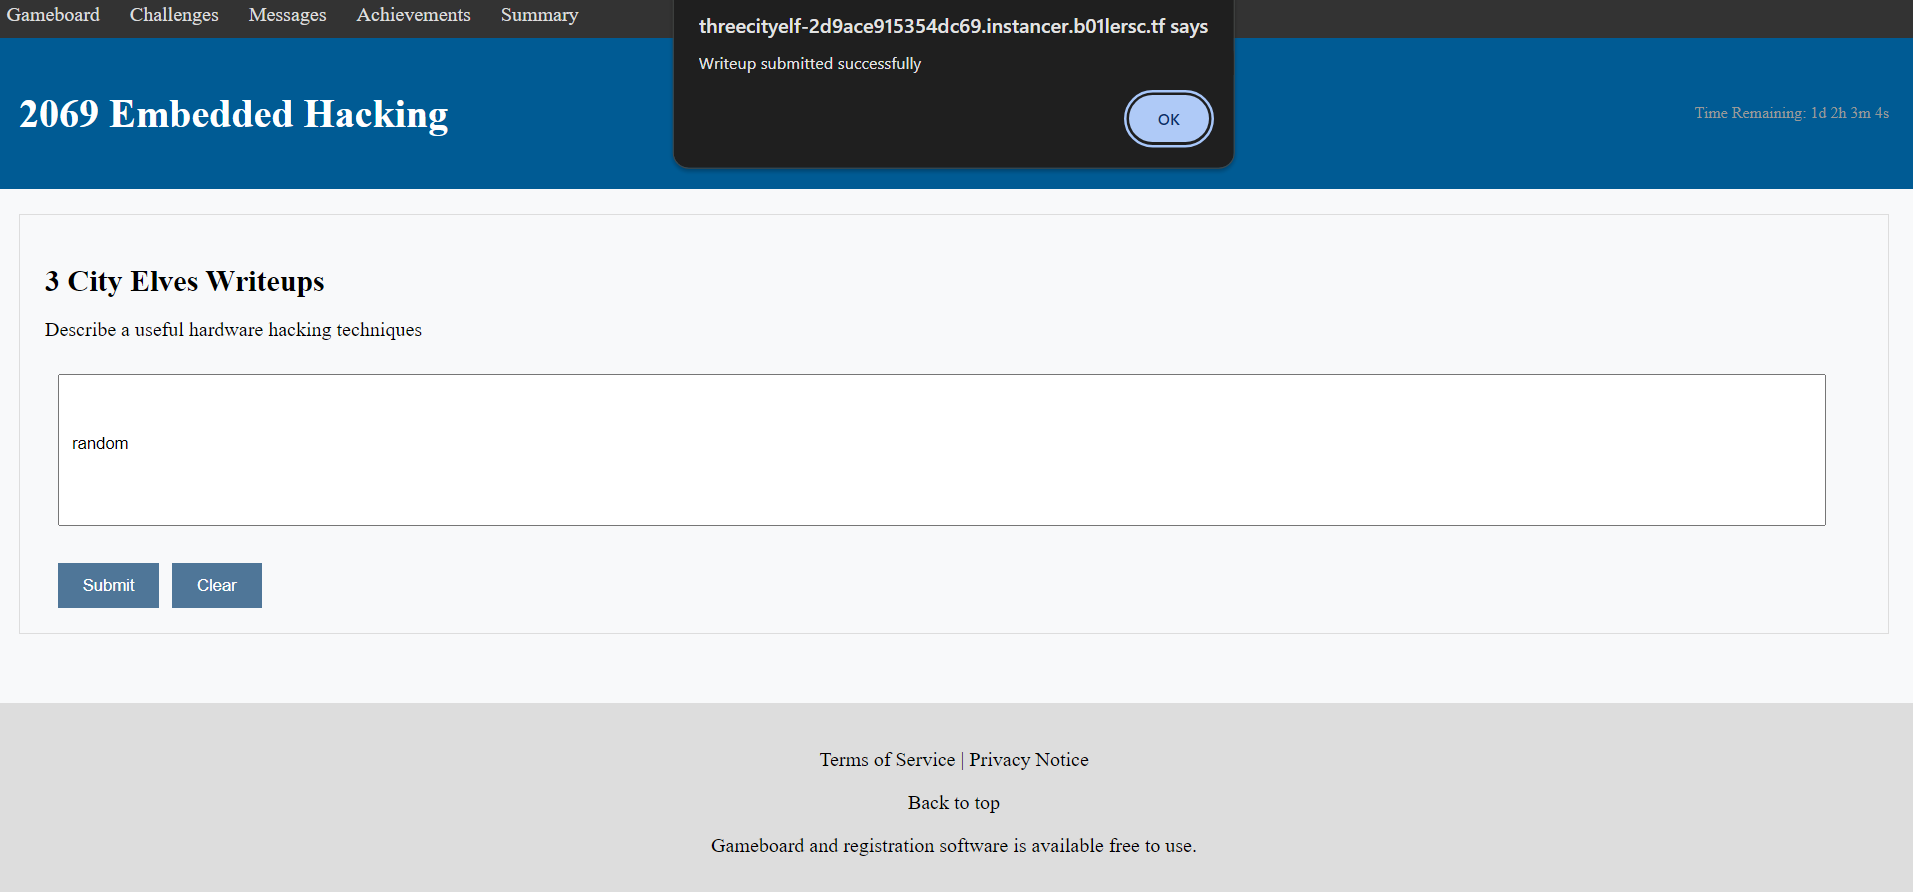 Gameboard Challenges Messages Achievements Summary
threecityelf-2d9ace915354dc69.instancer.b01lersc.tf says
Writeup submitted successfully
OK
2069 Embedded Hacking
Time Remaining: 1d 2h 3m 4s
3 City Elves Writeups
Describe a useful hardware hacking techniques
random
Submit Clear
Terms of Service | Privacy Notice
Back to top
Gameboard and registration software is available free to use.